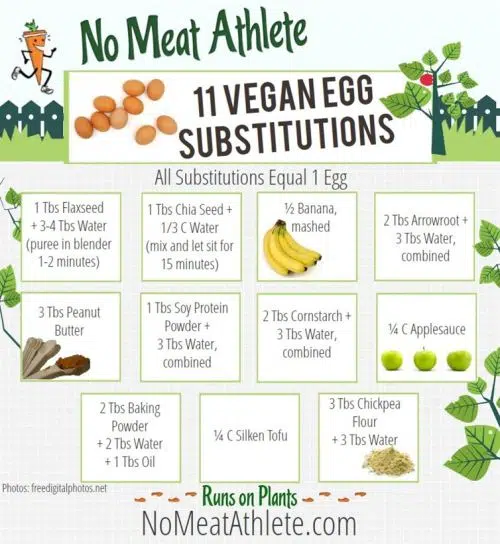 No Meat Athlete
11 VEGAN EGG
SUBSTITUTIONS
All Substitutions Equal 1 Egg
1 Tbs Flaxseed
+ 3-4 Tbs Water
(puree in blender
1-2 minutes)
1 Tbs Chia Seed +
1/3 C Water
(mix and let sit for
15 minutes)
½ Banana,
mashed
2 Tbs Arrowroot +
3 Tbs Water,
combined
3 Tbs Peanut
Butter
1 Tbs Soy Protein
Powder +
3 Tbs Water,
combined
2 Tbs Cornstarch +
3 Tbs Water,
combined
¼ C Applesauce
2 Tbs Baking
Powder
+ 2 Tbs Water
+ 1 Tbs Oil
¼ C Silken Tofu
3 Tbs Chickpea
Flour
+ 3 Tbs Water
Photos: freedigitalphotos.net
Runs on Plants
NoMeatAthlete.com